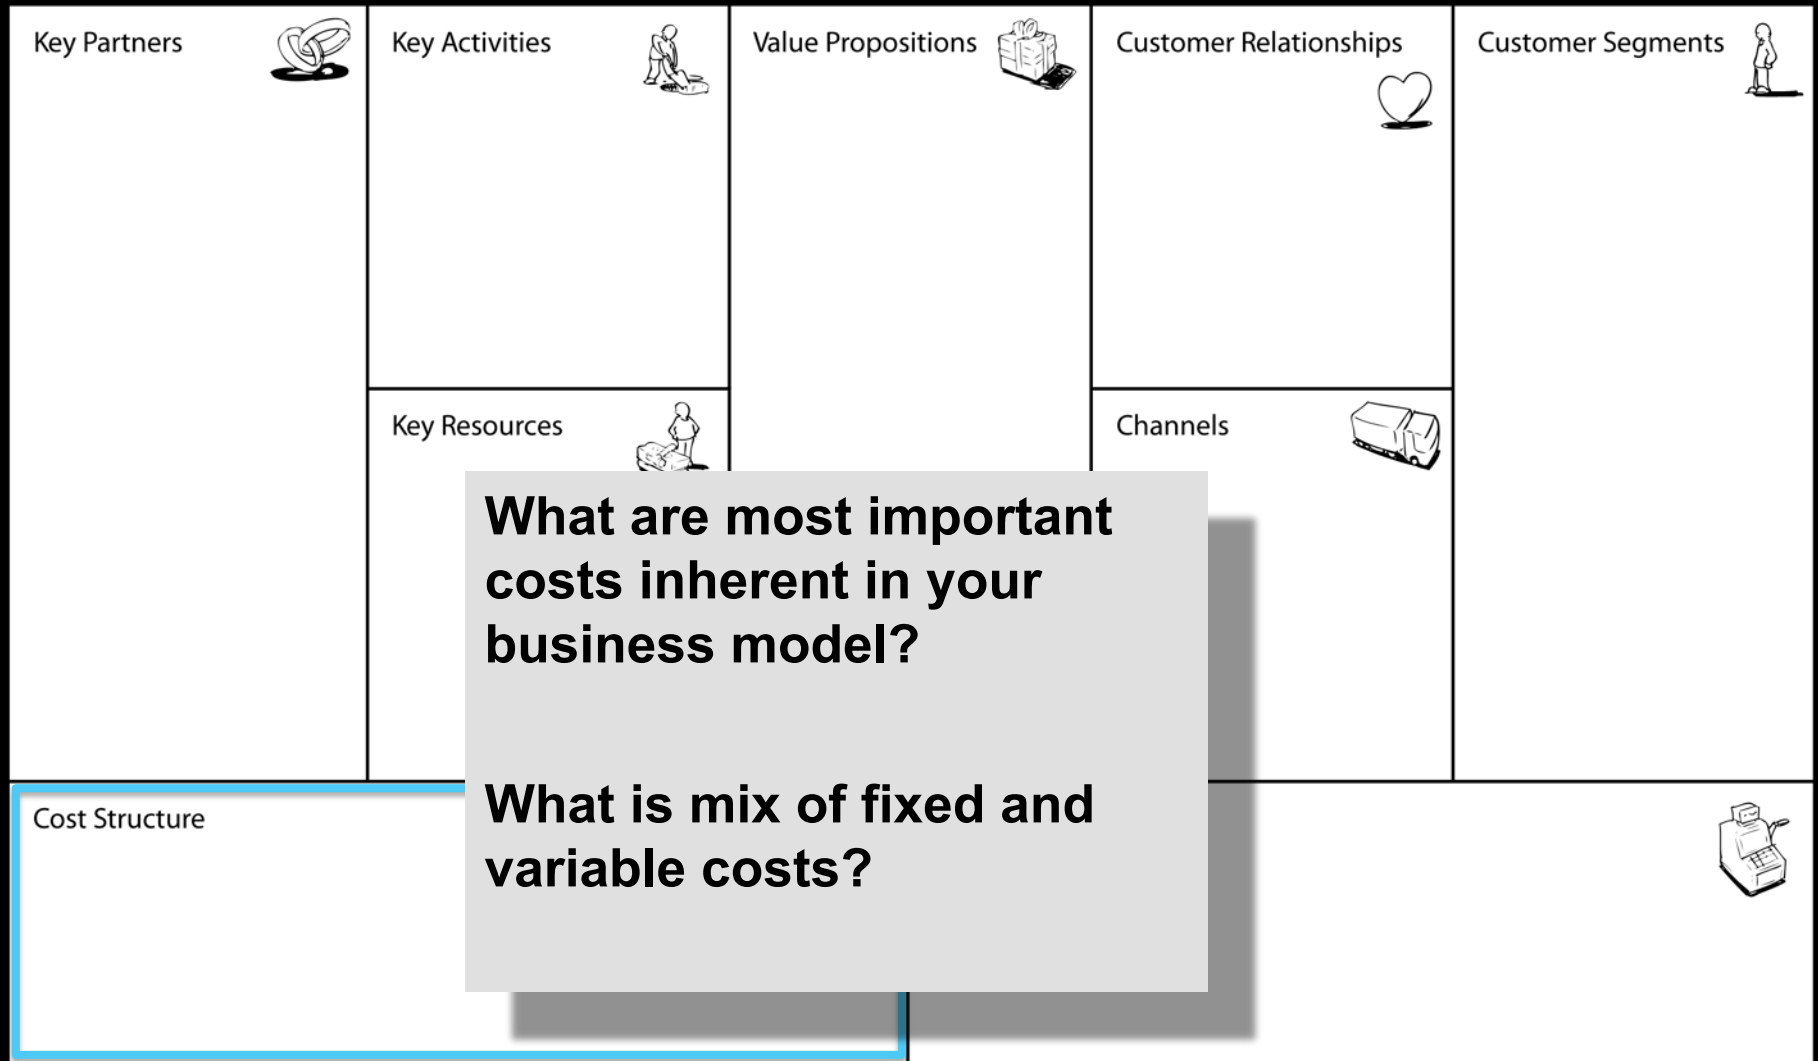 Key Partners
Key Activities
Value Propositions
Customer Relationships
Customer Segments
Key Resources
Channels
What are most important
costs inherent in your
business model?
What is mix of fixed and
variable costs?
Cost Structure